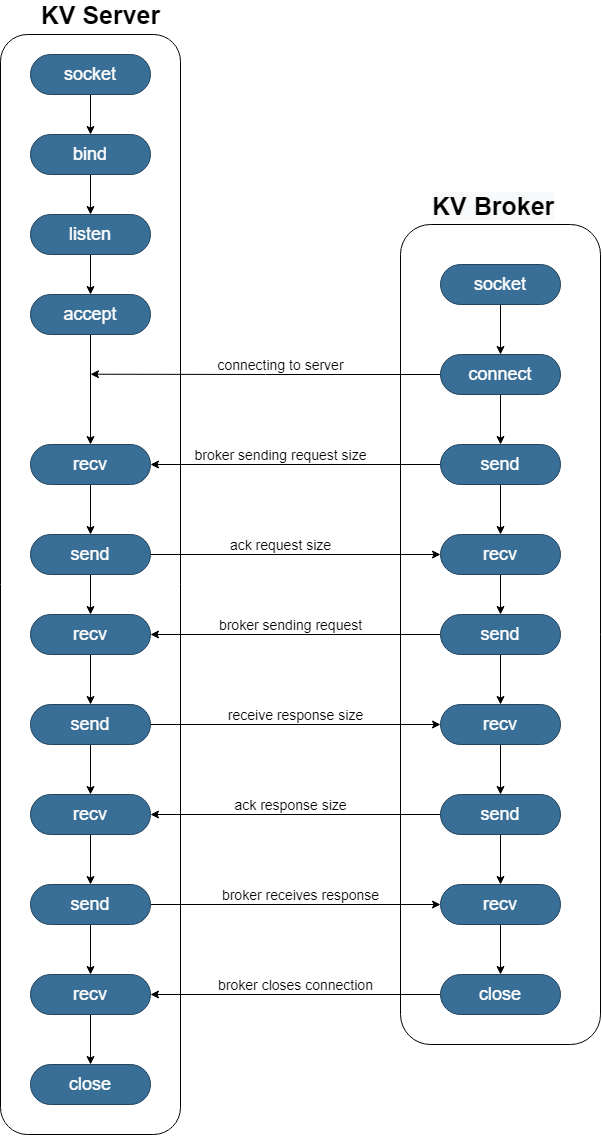 KV Server
socket
bind
listen
accept
KV Broker
socket
connecting to server
connect
recv
broker sending request size
send
send
ack request size
recv
recv
broker sending request
send
send
receive response size
recv
recv
ack response size
send
send
broker receives response
recv
recv
broker closes connection
close
close